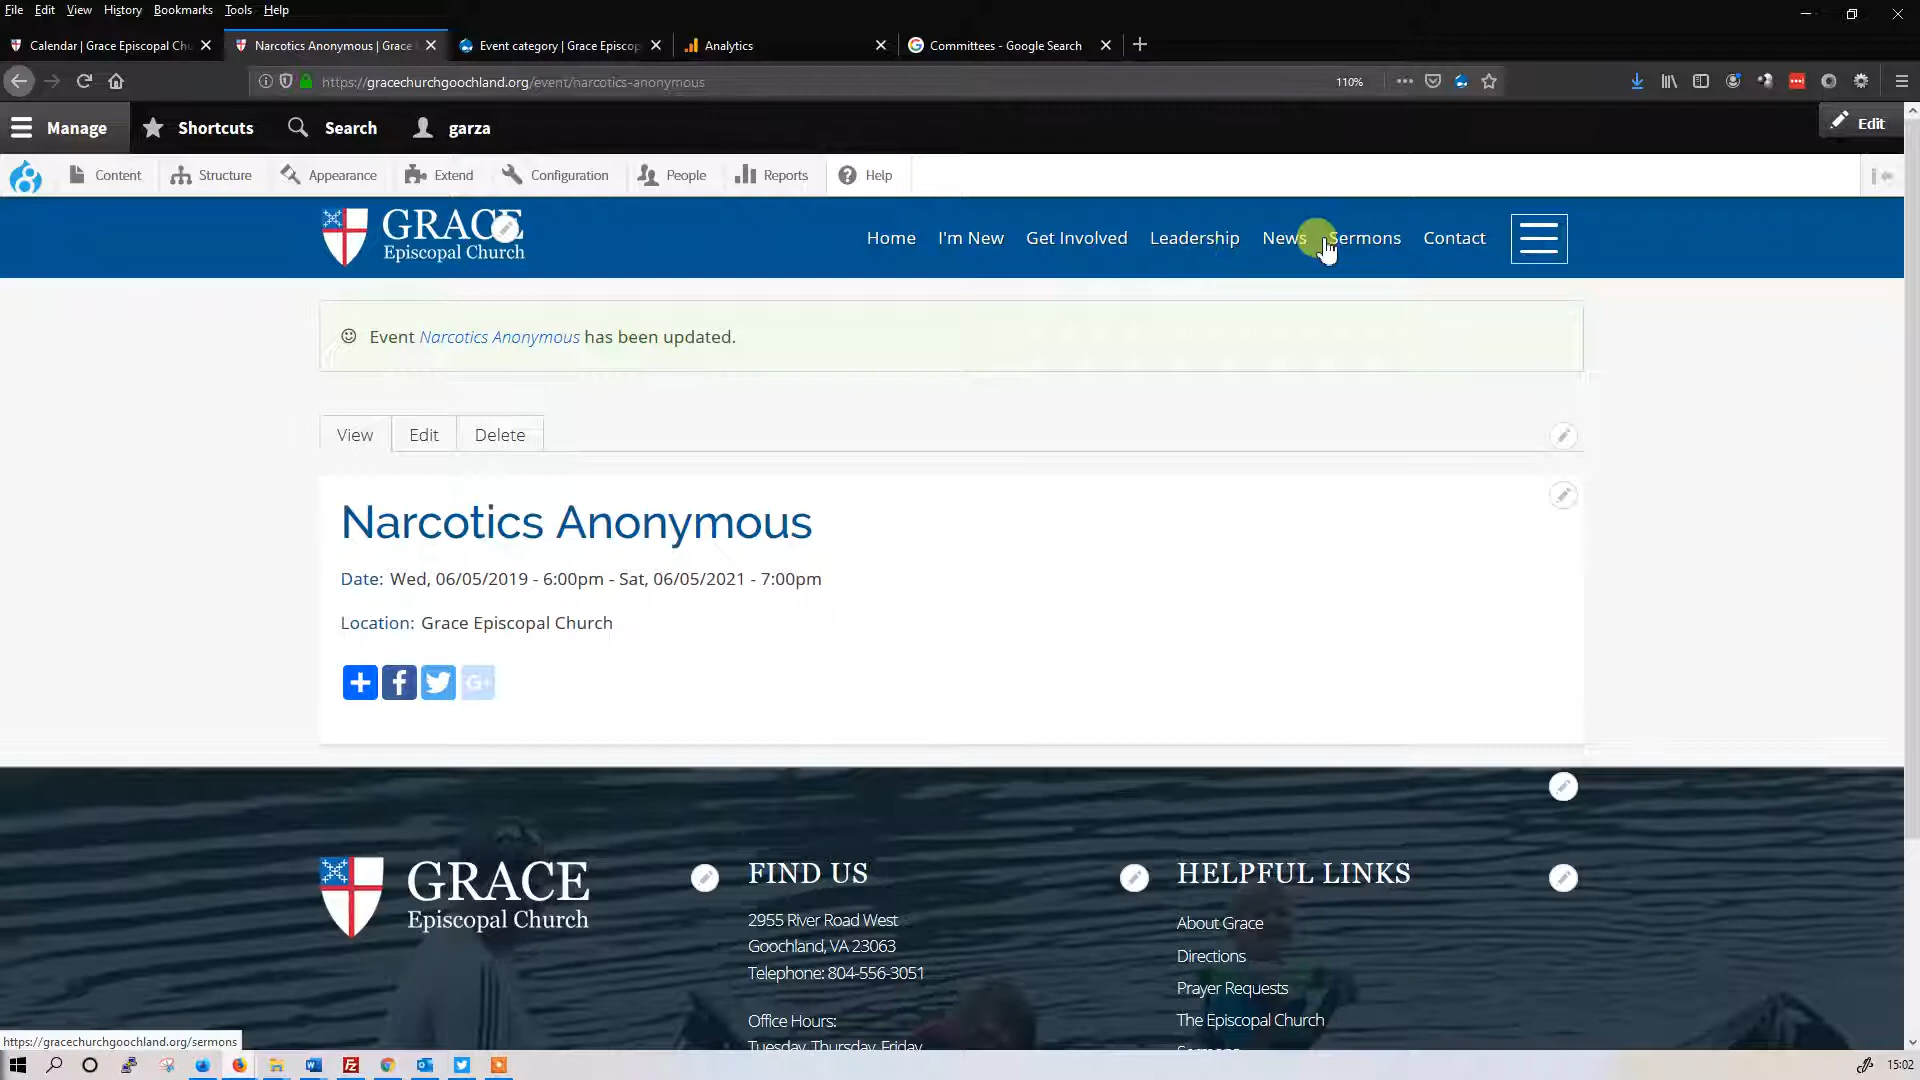 File Edit View History Bookmarks Tools Help
Calendar | Grace Episcopal Chu
Narcotics Anonymous | Grace
Event category | Grace Episcop
Analytics
Committees - Google Search
https://gracechurchgoochland.org/event/narcotics-anonymous
110%
Manage Shortcuts Search garza Edit
Content Structure Appearance Extend Configuration People Reports Help
GRACE
Episcopal Church
Home I'm New Get Involved Leadership News Sermons Contact
Event Narcotics Anonymous has been updated.
View Edit Delete
Narcotics Anonymous
Date: Wed, 06/05/2019 - 6:00pm - Sat, 06/05/2021 - 7:00pm
Location: Grace Episcopal Church
G+
GRACE
Episcopal Church
FIND US
2955 River Road West
Goochland, VA 23063
Telephone: 804-556-3051
Office Hours:
Tuesday, Thursday, Friday
HELPFUL LINKS
About Grace
Directions
Prayer Requests
The Episcopal Church
Sermons
https://gracechurchgoochland.org/sermons
15:02